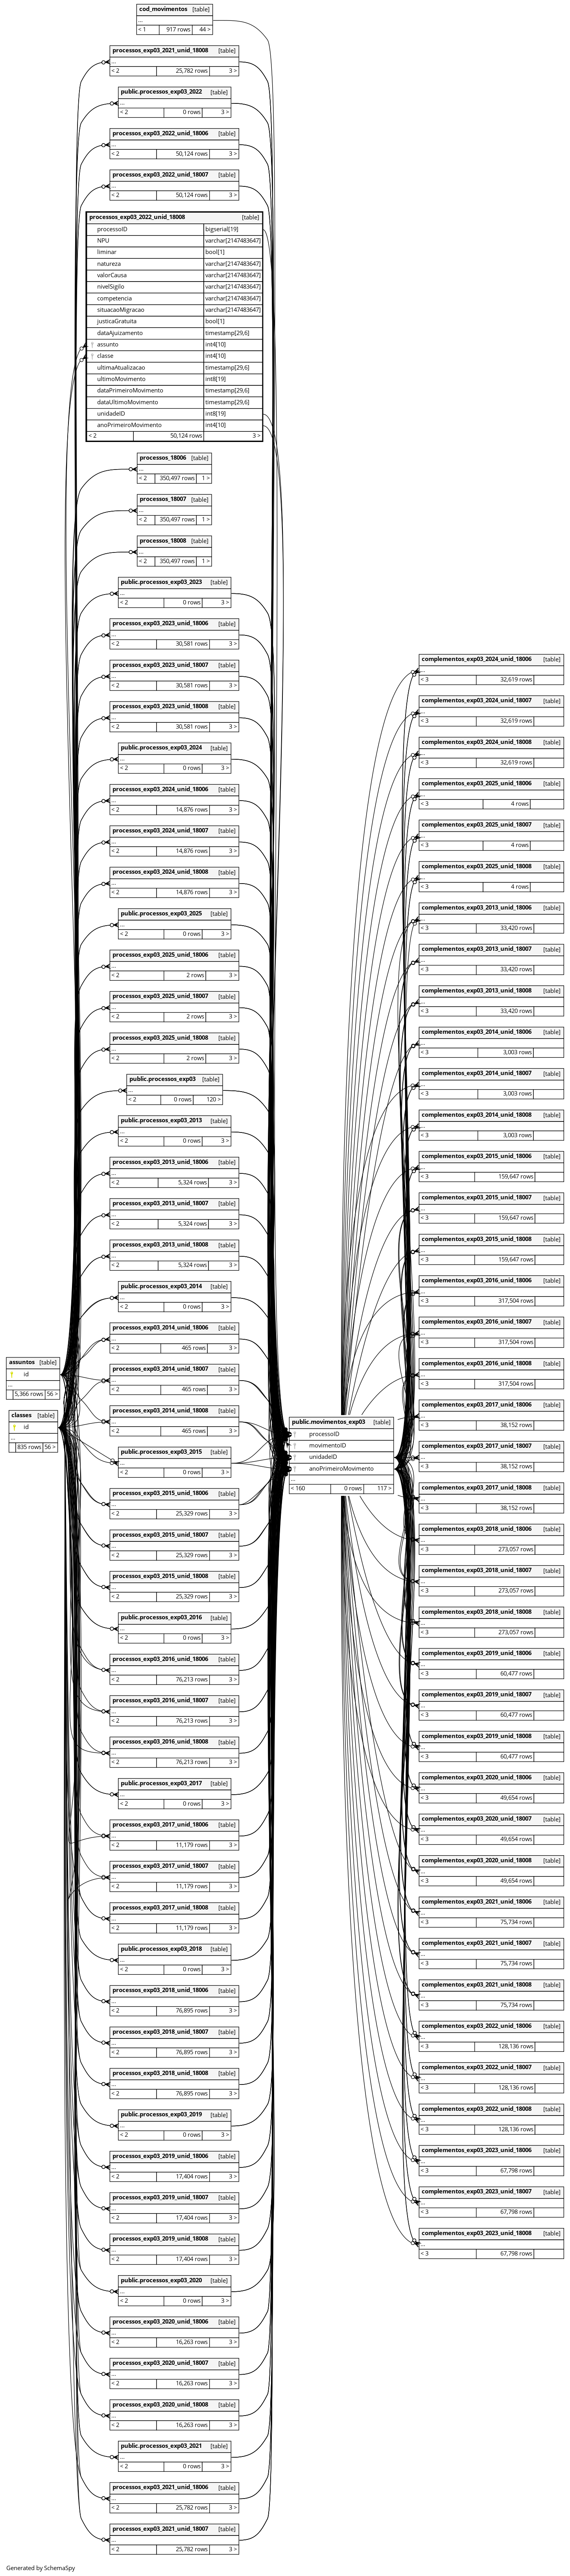 cod_movimentos [table]
...
< 1 917 rows 44 >
processos_exp03_2021_unid_18008 [table]
...
< 2 25,782 rows 3 >
public.processos_exp03_2022 [table]
...
< 2 0 rows 3 >
processos_exp03_2022_unid_18006 [table]
...
< 2 50,124 rows 3 >
processos_exp03_2022_unid_18007 [table]
...
< 2 50,124 rows 3 >
processos_exp03_2022_unid_18008 [table]
processoID bigserial[19]
NPU varchar[2147483647]
liminar bool[1]
natureza varchar[2147483647]
valorCausa varchar[2147483647]
nivelSigilo varchar[2147483647]
competencia varchar[2147483647]
situacaoMigracao varchar[2147483647]
justicaGratuita bool[1]
dataAjuizamento timestamp[29,6]
assunto int4[10]
classe int4[10]
ultimaAtualizacao timestamp[29,6]
ultimoMovimento int8[19]
dataPrimeiroMovimento timestamp[29,6]
dataUltimoMovimento timestamp[29,6]
unidadeID int8[19]
anoPrimeiroMovimento int4[10]
< 2 50,124 rows 3 >
processos_18006 [table]
...
< 2 350,497 rows 1 >
processos_18007 [table]
...
< 2 350,497 rows 1 >
processos_18008 [table]
...
< 2 350,497 rows 1 >
public.processos_exp03_2023 [table]
...
< 2 0 rows 3 >
processos_exp03_2023_unid_18006 [table]
...
< 2 30,581 rows 3 >
processos_exp03_2023_unid_18007 [table]
...
< 2 30,581 rows 3 >
processos_exp03_2023_unid_18008 [table]
...
< 2 30,581 rows 3 >
public.processos_exp03_2024 [table]
...
< 2 0 rows 3 >
processos_exp03_2024_unid_18006 [table]
...
< 2 14,876 rows 3 >
processos_exp03_2024_unid_18007 [table]
...
< 2 14,876 rows 3 >
processos_exp03_2024_unid_18008 [table]
...
< 2 14,876 rows 3 >
public.processos_exp03_2025 [table]
...
< 2 0 rows 3 >
processos_exp03_2025_unid_18006 [table]
...
< 2 2 rows 3 >
processos_exp03_2025_unid_18007 [table]
...
< 2 2 rows 3 >
processos_exp03_2025_unid_18008 [table]
...
< 2 2 rows 3 >
public.processos_exp03 [table]
...
< 2 0 rows 120 >
public.processos_exp03_2013 [table]
...
< 2 0 rows 3 >
processos_exp03_2013_unid_18006 [table]
...
< 2 5,324 rows 3 >
processos_exp03_2013_unid_18007 [table]
...
< 2 5,324 rows 3 >
processos_exp03_2013_unid_18008 [table]
...
< 2 5,324 rows 3 >
public.processos_exp03_2014 [table]
...
< 2 0 rows 3 >
processos_exp03_2014_unid_18006 [table]
...
< 2 465 rows 3 >
processos_exp03_2014_unid_18007 [table]
...
< 2 465 rows 3 >
processos_exp03_2014_unid_18008 [table]
...
< 2 465 rows 3 >
public.processos_exp03_2015 [table]
...
< 2 0 rows 3 >
processos_exp03_2015_unid_18006 [table]
...
< 2 25,329 rows 3 >
processos_exp03_2015_unid_18007 [table]
...
< 2 25,329 rows 3 >
processos_exp03_2015_unid_18008 [table]
...
< 2 25,329 rows 3 >
public.processos_exp03_2016 [table]
...
< 2 0 rows 3 >
processos_exp03_2016_unid_18006 [table]
...
< 2 76,213 rows 3 >
processos_exp03_2016_unid_18007 [table]
...
< 2 76,213 rows 3 >
processos_exp03_2016_unid_18008 [table]
...
< 2 76,213 rows 3 >
public.processos_exp03_2017 [table]
...
< 2 0 rows 3 >
processos_exp03_2017_unid_18006 [table]
...
< 2 11,179 rows 3 >
processos_exp03_2017_unid_18007 [table]
...
< 2 11,179 rows 3 >
processos_exp03_2017_unid_18008 [table]
...
< 2 11,179 rows 3 >
public.processos_exp03_2018 [table]
...
< 2 0 rows 3 >
processos_exp03_2018_unid_18006 [table]
...
< 2 76,895 rows 3 >
processos_exp03_2018_unid_18007 [table]
...
< 2 76,895 rows 3 >
processos_exp03_2018_unid_18008 [table]
...
< 2 76,895 rows 3 >
public.processos_exp03_2019 [table]
...
< 2 0 rows 3 >
processos_exp03_2019_unid_18006 [table]
...
< 2 17,404 rows 3 >
processos_exp03_2019_unid_18007 [table]
...
< 2 17,404 rows 3 >
processos_exp03_2019_unid_18008 [table]
...
< 2 17,404 rows 3 >
public.processos_exp03_2020 [table]
...
< 2 0 rows 3 >
processos_exp03_2020_unid_18006 [table]
...
< 2 16,263 rows 3 >
processos_exp03_2020_unid_18007 [table]
...
< 2 16,263 rows 3 >
processos_exp03_2020_unid_18008 [table]
...
< 2 16,263 rows 3 >
public.processos_exp03_2021 [table]
...
< 2 0 rows 3 >
processos_exp03_2021_unid_18006 [table]
...
< 2 25,782 rows 3 >
processos_exp03_2021_unid_18007 [table]
...
< 2 25,782 rows 3 >
assuntos [table]
id
...
5,366 rows 56 >
classes [table]
id
...
835 rows 56 >
public.movimentos_exp03 [table]
processoID
movimentoID
unidadeID
anoPrimeiroMovimento
...
< 160 0 rows 117 >
complementos_exp03_2024_unid_18006 [table]
...
< 3 32,619 rows
complementos_exp03_2024_unid_18007 [table]
...
< 3 32,619 rows
complementos_exp03_2024_unid_18008 [table]
...
< 3 32,619 rows
complementos_exp03_2025_unid_18006 [table]
...
< 3 4 rows
complementos_exp03_2025_unid_18007 [table]
...
< 3 4 rows
complementos_exp03_2025_unid_18008 [table]
...
< 3 4 rows
complementos_exp03_2013_unid_18006 [table]
...
< 3 33,420 rows
complementos_exp03_2013_unid_18007 [table]
...
< 3 33,420 rows
complementos_exp03_2013_unid_18008 [table]
...
< 3 33,420 rows
complementos_exp03_2014_unid_18006 [table]
...
< 3 3,003 rows
complementos_exp03_2014_unid_18007 [table]
...
< 3 3,003 rows
complementos_exp03_2014_unid_18008 [table]
...
< 3 3,003 rows
complementos_exp03_2015_unid_18006 [table]
...
< 3 159,647 rows
complementos_exp03_2015_unid_18007 [table]
...
< 3 159,647 rows
complementos_exp03_2015_unid_18008 [table]
...
< 3 159,647 rows
complementos_exp03_2016_unid_18006 [table]
...
< 3 317,504 rows
complementos_exp03_2016_unid_18007 [table]
...
< 3 317,504 rows
complementos_exp03_2016_unid_18008 [table]
...
< 3 317,504 rows
complementos_exp03_2017_unid_18006 [table]
...
< 3 38,152 rows
complementos_exp03_2017_unid_18007 [table]
...
< 3 38,152 rows
complementos_exp03_2017_unid_18008 [table]
...
< 3 38,152 rows
complementos_exp03_2018_unid_18006 [table]
...
< 3 273,057 rows
complementos_exp03_2018_unid_18007 [table]
...
< 3 273,057 rows
complementos_exp03_2018_unid_18008 [table]
...
< 3 273,057 rows
complementos_exp03_2019_unid_18006 [table]
...
< 3 60,477 rows
complementos_exp03_2019_unid_18007 [table]
...
< 3 60,477 rows
complementos_exp03_2019_unid_18008 [table]
...
< 3 60,477 rows
complementos_exp03_2020_unid_18006 [table]
...
< 3 49,654 rows
complementos_exp03_2020_unid_18007 [table]
...
< 3 49,654 rows
complementos_exp03_2020_unid_18008 [table]
...
< 3 49,654 rows
complementos_exp03_2021_unid_18006 [table]
...
< 3 75,734 rows
complementos_exp03_2021_unid_18007 [table]
...
< 3 75,734 rows
complementos_exp03_2021_unid_18008 [table]
...
< 3 75,734 rows
complementos_exp03_2022_unid_18006 [table]
...
< 3 128,136 rows
complementos_exp03_2022_unid_18007 [table]
...
< 3 128,136 rows
complementos_exp03_2022_unid_18008 [table]
...
< 3 128,136 rows
complementos_exp03_2023_unid_18006 [table]
...
< 3 67,798 rows
complementos_exp03_2023_unid_18007 [table]
...
< 3 67,798 rows
complementos_exp03_2023_unid_18008 [table]
...
< 3 67,798 rows
Generated by SchemaSpy